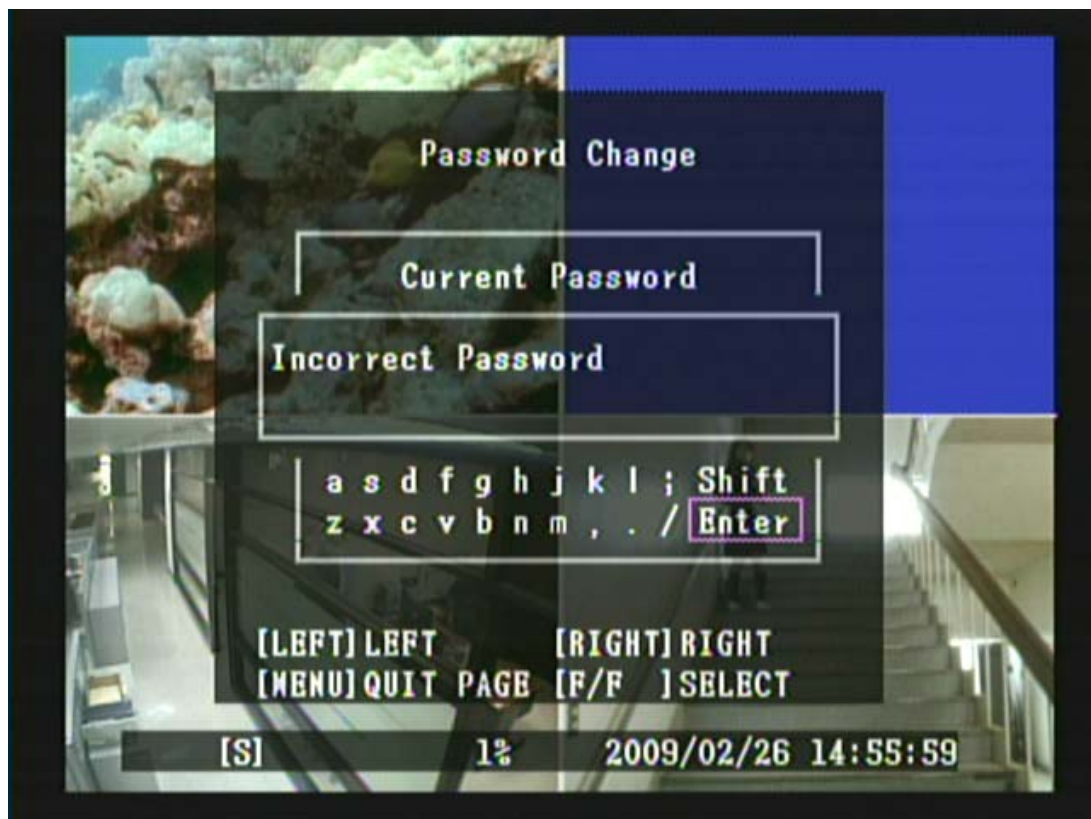 Password Change
Current Password
Incorrect Password
a s d f g h j k l ; Shift
z x c v b n m , . / Enter
[LEFT]LEFT [RIGHT]RIGHT
[MENU]QUIT PAGE [F/F ]SELECT
[S] 1% 2009/02/26 14:55:59